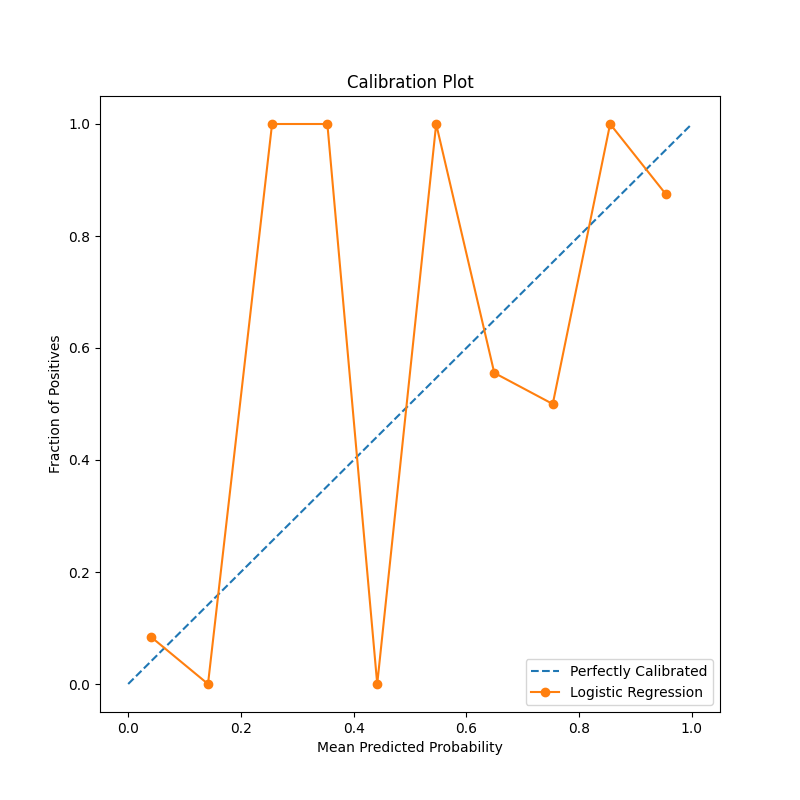 Calibration Plot
1.0
0.8
0.6
0.4
0.2
0.0
Fraction of Positives
0.0 0.2 0.4 0.6 0.8 1.0
Mean Predicted Probability
Perfectly Calibrated
Logistic Regression